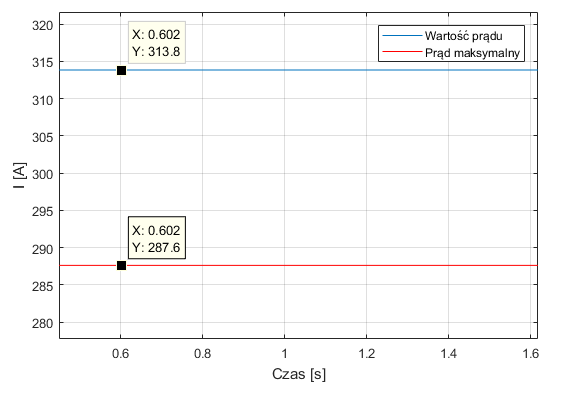 320
315
310
305
300
295
290
285
280
I [A]
X: 0.602
Y: 313.8
X: 0.602
Y: 287.6
Wartość prądu
Prąd maksymalny
0.6
0.8
1
1.2
1.4
1.6
Czas [s]